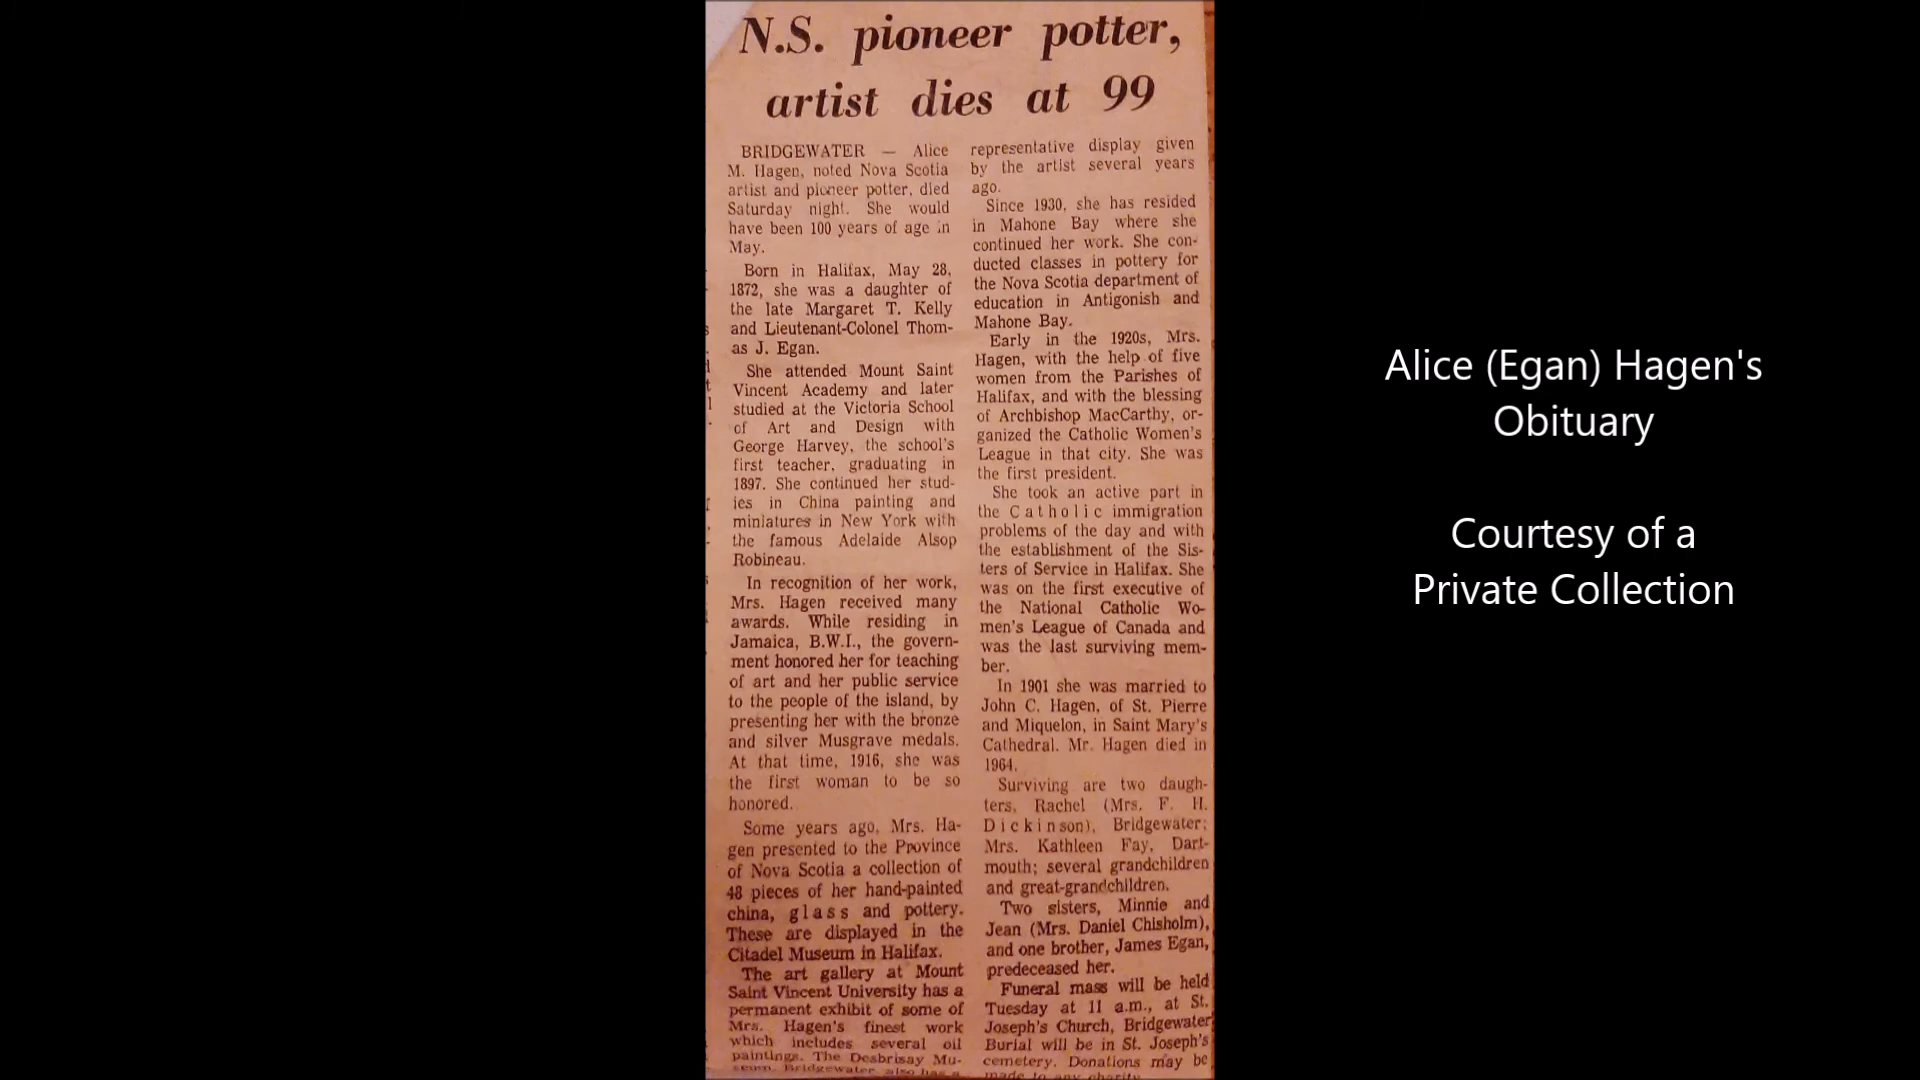 N.S. pioneer potter,
artist dies at 99
BRIDGEWATER — Alice
M. Hagen, noted Nova Scotia
artist and pioneer potter, died
Saturday night. She would
have been 100 years of age in
May.
Born in Halifax, May 28,
1872, she was a daughter of
the late Margaret T. Kelly
and Lieutenant-Colonel Thom-
as J. Egan.
She attended Mount Saint
Vincent Academy and later
studied at the Victoria School
of Art and Design with
George Harvey, the school's
first teacher, graduating in
1897. She continued her stud-
ies in China painting and
miniatures in New York with
the famous Adelaide Alsop
Robineau.
In recognition of her work,
Mrs. Hagen received many
awards. While residing in
Jamaica, B.W.I., the govern-
ment honored her for teaching
of art and her public service
to the people of the island, by
presenting her with the bronze
and silver Musgrave medals.
At that time, 1916, she was
the first woman to be so
honored.
Some years ago, Mrs. Ha-
gen presented to the Province
of Nova Scotia a collection of
48 pieces of her hand-painted
china, glass and pottery.
These are displayed in the
Citadel Museum in Halifax.
The art gallery at Mount
Saint Vincent University has a
permanent exhibit of some of
Mrs. Hagen's finest work
which includes several oil
paintings. The Desbrisay Mu-
seum, Bridgewater, also has a
representative display given
by the artist several years
ago.
Since 1930, she has resided
in Mahone Bay where she
continued her work. She con-
ducted classes in pottery for
the Nova Scotia department of
education in Antigonish and
Mahone Bay.
Early in the 1920s, Mrs.
Hagen, with the help of five
women from the Parishes of
Halifax, and with the blessing
of Archbishop MacCarthy, or-
ganized the Catholic Women's
League in that city. She was
the first president.
She took an active part in
the Catholic immigration
problems of the day and with
the establishment of the Sis-
ters of Service in Halifax. She
was on the first executive of
the National Catholic Wo-
men's League of Canada and
was the last surviving mem-
ber.
In 1901 she was married to
John C. Hagen, of St. Pierre
and Miquelon, in Saint Mary's
Cathedral. Mr. Hagen died in
1964.
Surviving are two daugh-
ters, Rachel (Mrs. F. H.
Dickinson), Bridgewater;
Mrs. Kathleen Fay, Dart-
mouth; several grandchildren
and great-grandchildren.
Two sisters, Minnie and
Jean (Mrs. Daniel Chisholm),
and one brother, James Egan,
predeceased her.
Funeral mass will be held
Tuesday at 11 a.m., at St.
Joseph's Church, Bridgewater
Burial will be in St. Joseph's
cemetery. Donations may be
made to any charity.
Alice (Egan) Hagen's
Obituary
Courtesy of a
Private Collection